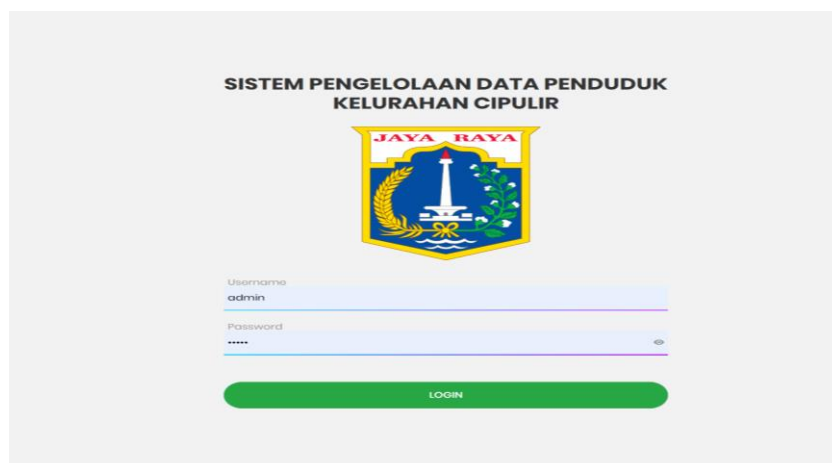 SISTEM PENGELOLAAN DATA PENDUDUK
KELURAHAN CIPULIR
JAYA RAYA
Username
admin
Password
•••••
LOGIN